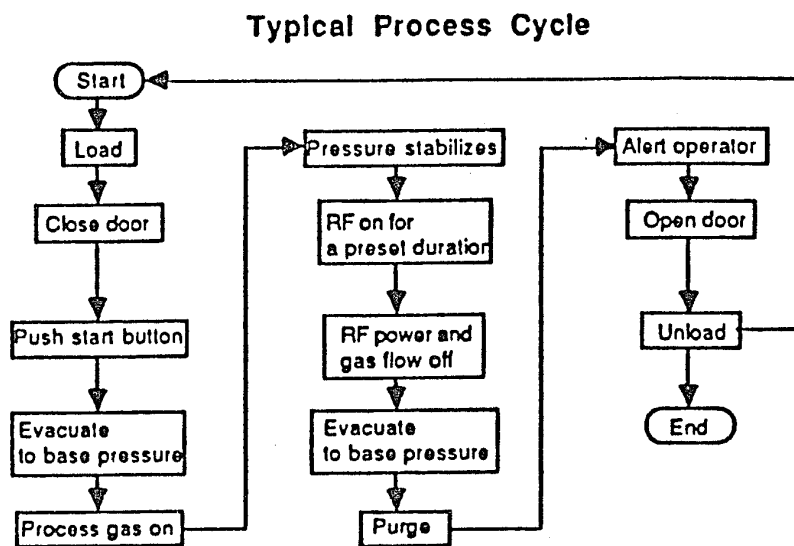 Typical Process Cycle
Start
Load
Close door
Push start button
Evacuate
to base pressure
Process gas on
Pressure stabilizes
RF on for
a preset duration
RF power and
gas flow off
Evacuate
to base pressure
Purge
Alert operator
Open door
Unload
End